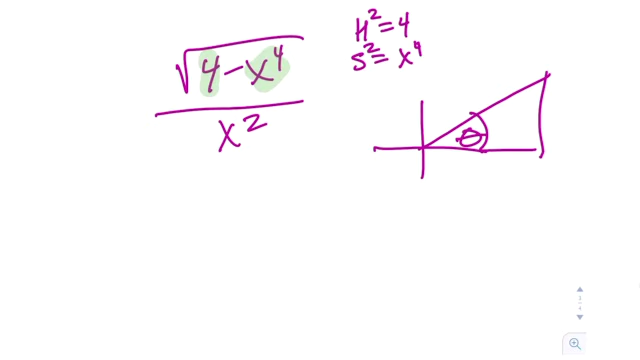 √(4 − x⁴)
x²
H² = 4
S² = x⁴
θ